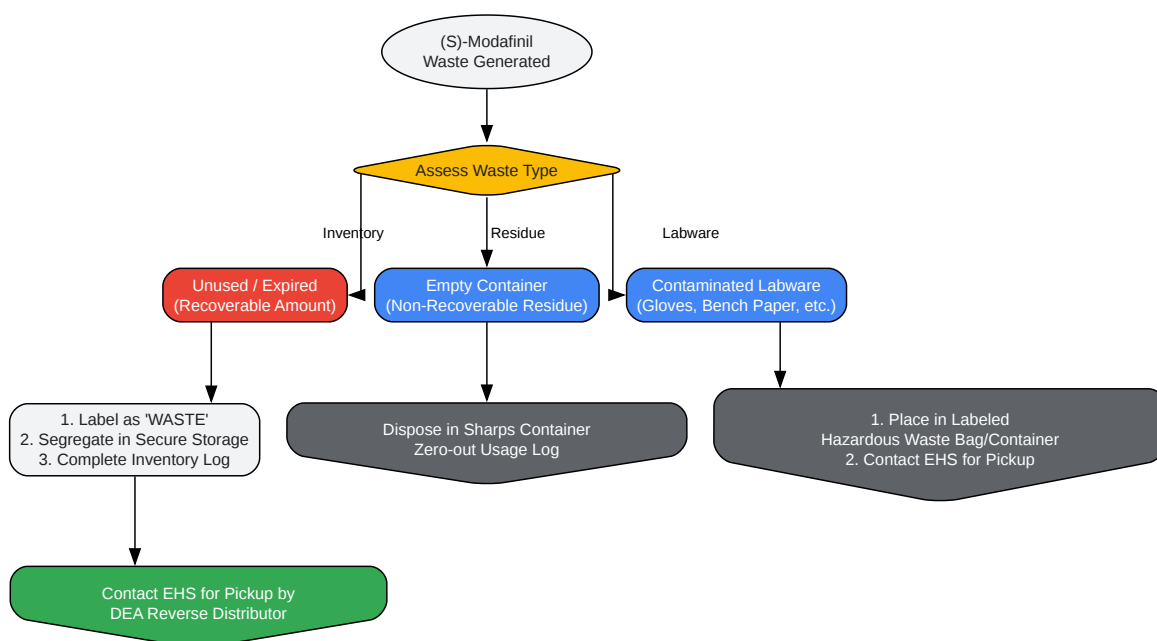 (S)-Modafinil
Waste Generated
Assess Waste Type
Inventory
Residue
Labware
Unused / Expired
(Recoverable Amount)
Empty Container
(Non-Recoverable Residue)
Contaminated Labware
(Gloves, Bench Paper, etc.)
1. Label as 'WASTE'
2. Segregate in Secure Storage
3. Complete Inventory Log
Dispose in Sharps Container
Zero-out Usage Log
1. Place in Labeled
Hazardous Waste Bag/Container
2. Contact EHS for Pickup
Contact EHS for Pickup by
DEA Reverse Distributor